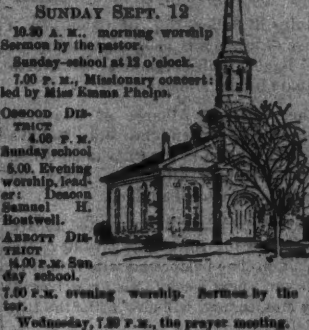 SUNDAY SEPT. 12
10.30 A. M., morning worship
Sermon by the pastor.
Sunday-school at 12 o'clock.
7.00 P. M., Missionary concert:
led by Miss Emma Phelps.
OSGOOD DIS-
TRICT
4.00 P. M.
Sunday school
5.00. Evening
worship, lead-
er: Deacon
Samuel H.
Boutwell.
ABBOTT DIS-
TRICT
4.00 P.M. Sun
day school.
7.00 P.M. evening worship. Sermon by the
tor.
Wednesday, 7.30 P.M., the prayer meeting.